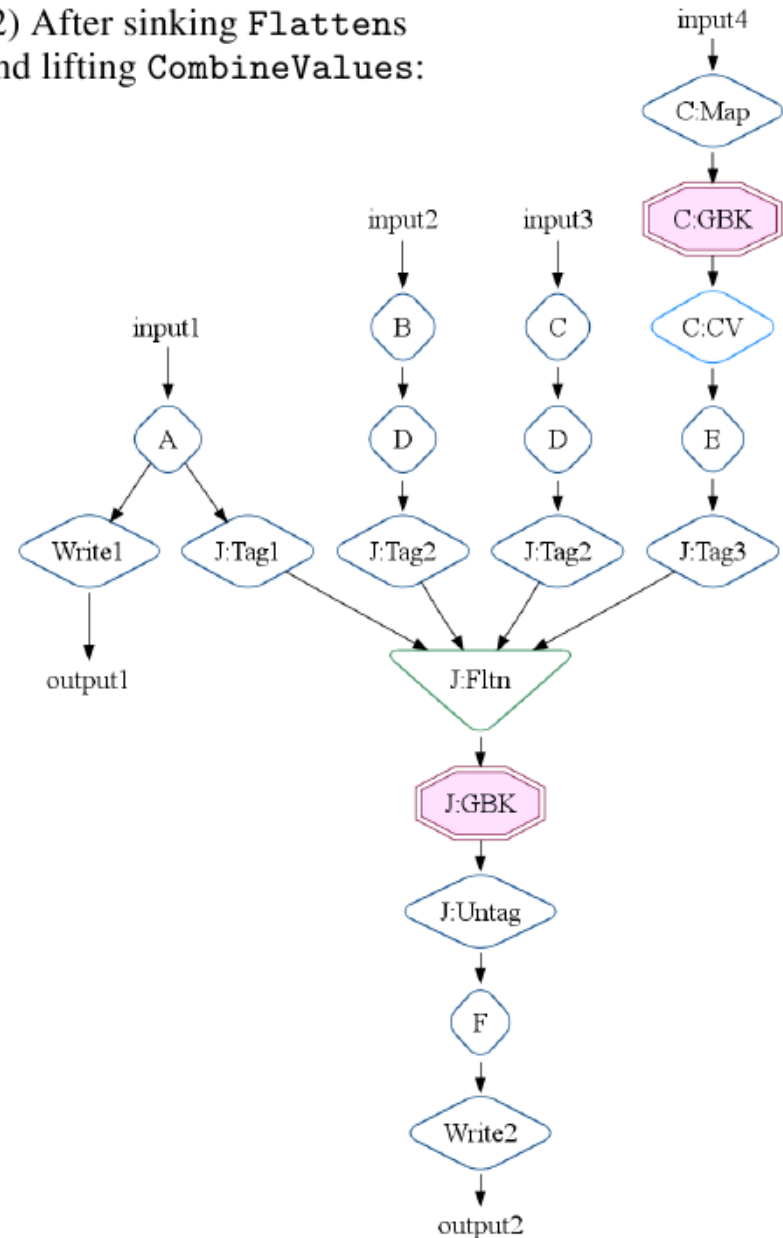 2) After sinking Flattens
nd lifting CombineValues:
input4
C:Map
C:GBK
input2
input3
input1
B
C
C:CV
A
D
D
E
Write1
J:Tag1
J:Tag2
J:Tag2
J:Tag3
output1
J:Fltn
J:GBK
J:Untag
F
Write2
output2